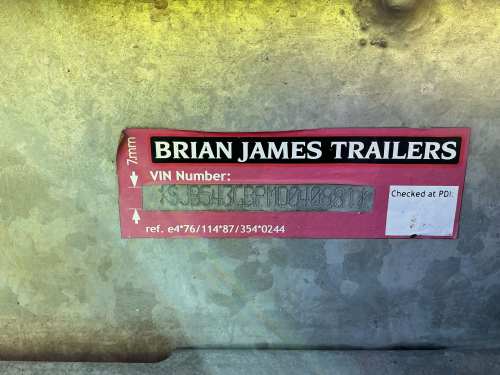 7mm
BRIAN JAMES TRAILERS
VIN Number:
Checked at PDI:
ref. e4*76/114*87/354*0244